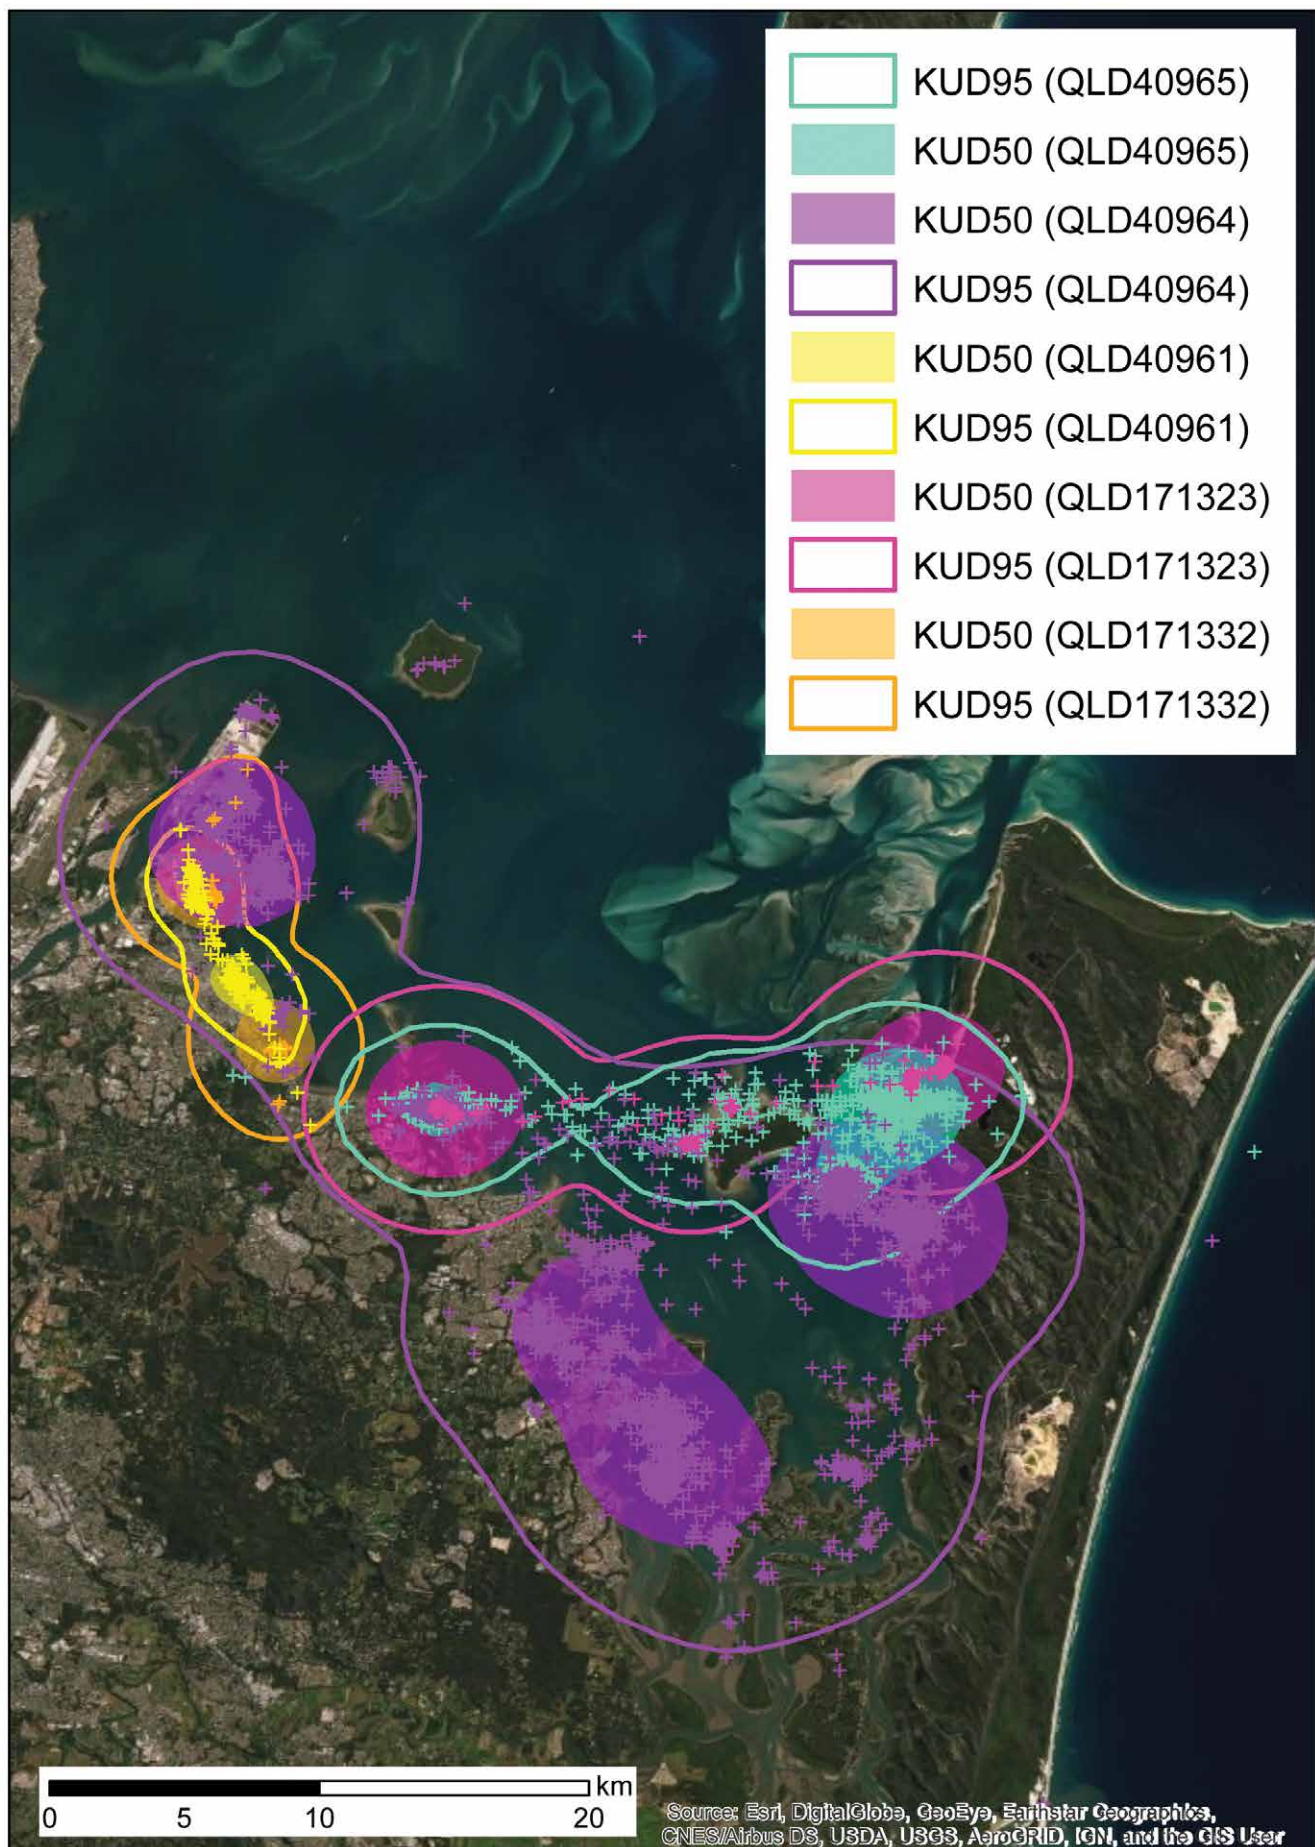 KUD95 (QLD40965)
KUD50 (QLD40965)
KUD50 (QLD40964)
KUD95 (QLD40964)
KUD50 (QLD40961)
KUD95 (QLD40961)
KUD50 (QLD171323)
KUD95 (QLD171323)
KUD50 (QLD171332)
KUD95 (QLD171332)
km
0 5 10 20
Source: Esri, DigitalGlobe, GeoEye, Earthstar Geographics,
CNES/Airbus DS, USDA, USGS, AeroGRID, IGN, and the GIS User